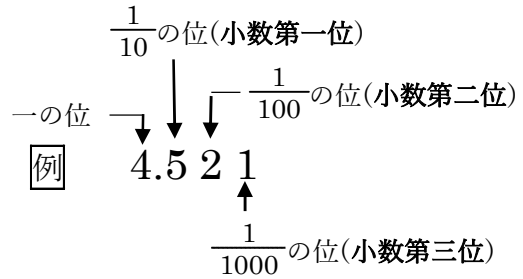 1/10の位(小数第一位)
1/100の位(小数第二位)
一の位
例 4.521
1/1000の位(小数第三位)